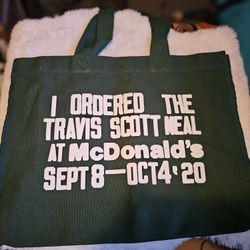 I ORDERED THE
TRAVIS SCOTT MEAL
AT McDonald's
SEPT 8—OCT 4 '20